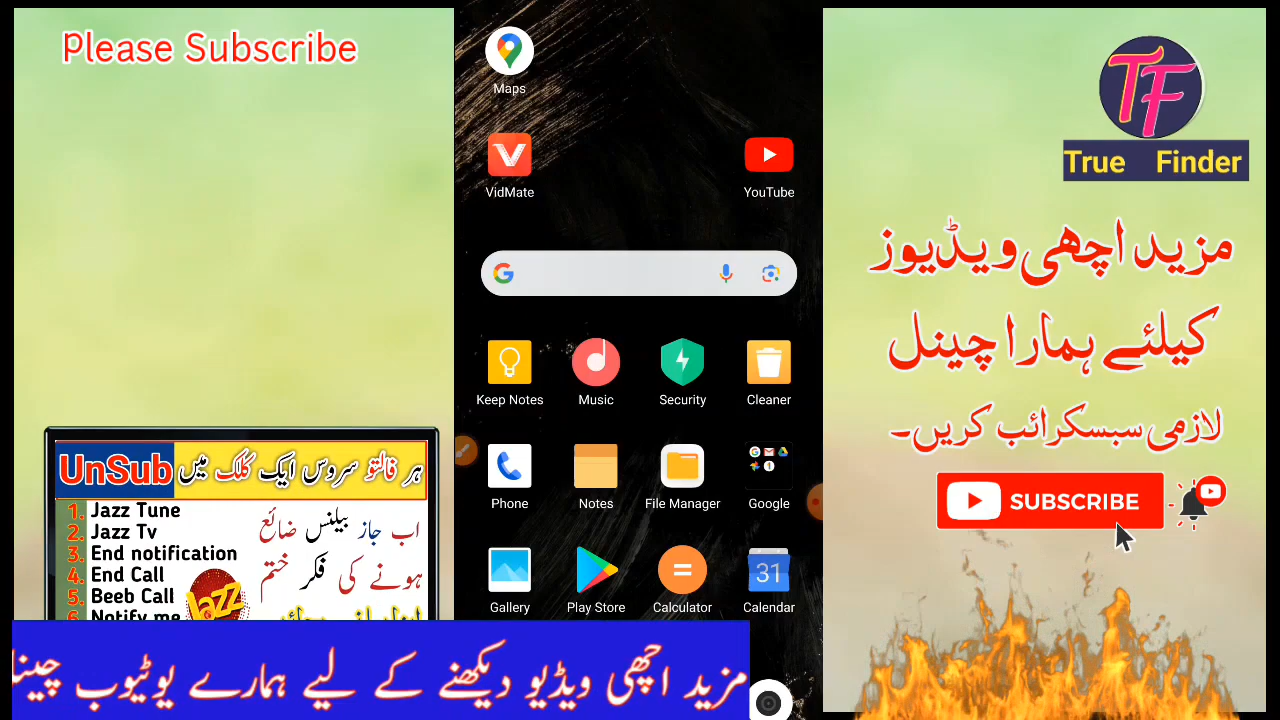 Please Subscribe
UnSub ہر فالتو سروس ایک کلک میں
1. Jazz Tune
2. Jazz Tv
3. End notification
4. End Call
5. Beeb Call
6. Notify me
اب جاز بیلنس ضائع
ہونے کی فکر ختم
Jazz
Maps
VidMate
YouTube
G
Keep Notes
Music
Security
Cleaner
Phone
Notes
File Manager
Google
Gallery
Play Store
Calculator
31
Calendar
TF
True Finder
مزید اچھی ویڈیوز
کیلئے ہمارا چینل
لازمی سبسکرائب کریں۔
SUBSCRIBE
مزید اچھی ویڈیو دیکھنے کے لیے ہمارے یوٹیوب